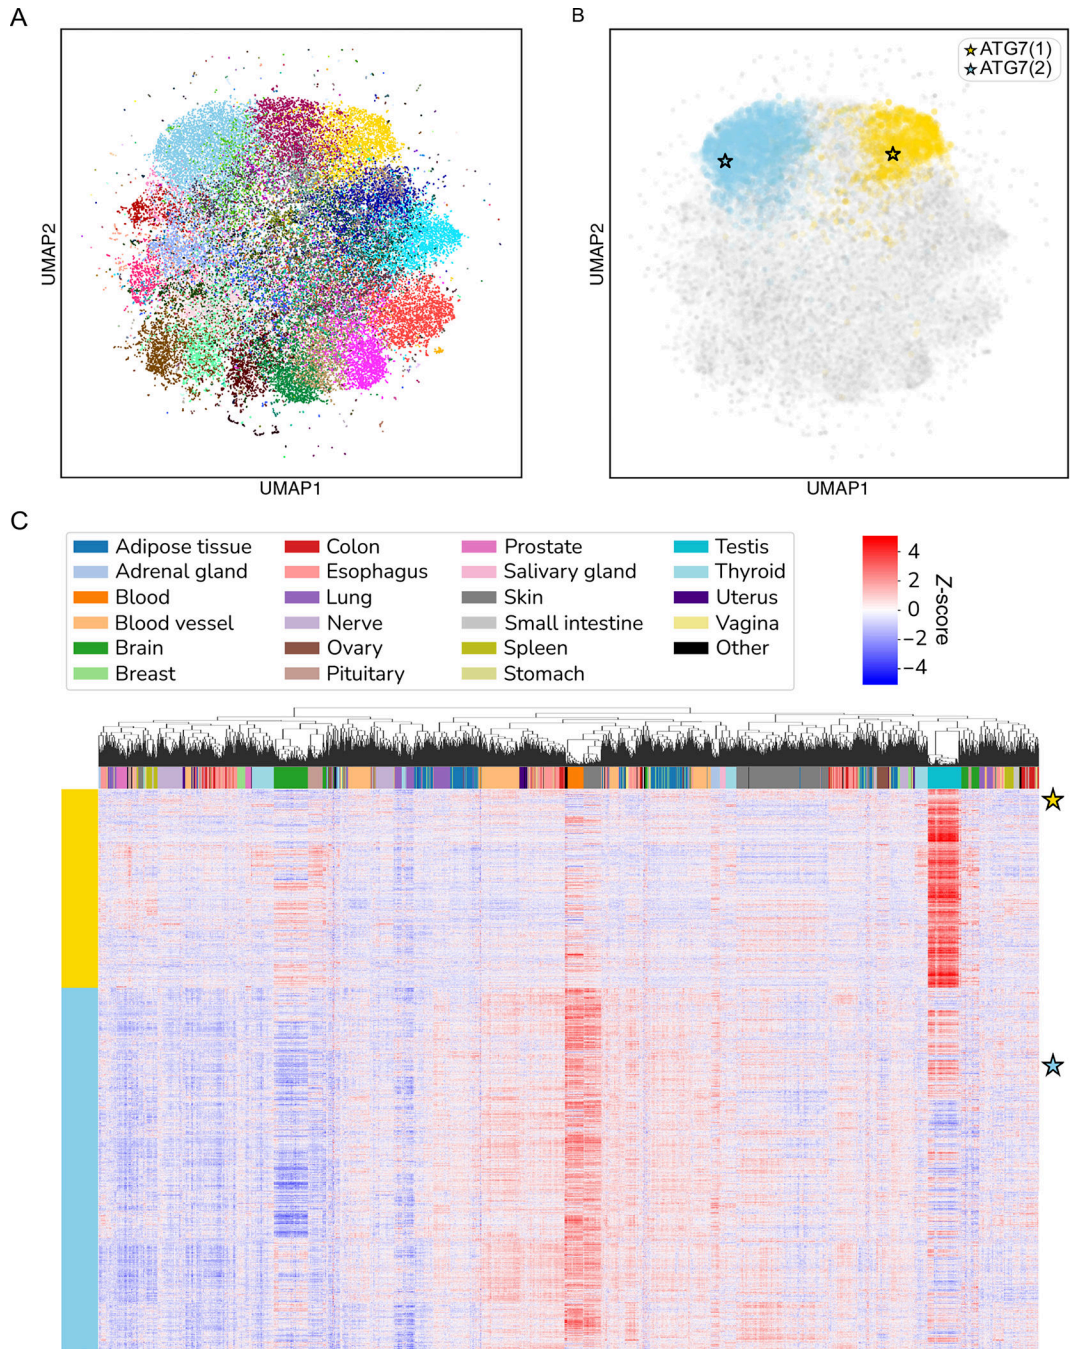 A
B
ATG7(1)
ATG7(2)
UMAP2
UMAP2
UMAP1
UMAP1
C
Adipose tissue
Adrenal gland
Blood
Blood vessel
Brain
Breast
Colon
Esophagus
Lung
Nerve
Ovary
Pituitary
Prostate
Salivary gland
Skin
Small intestine
Spleen
Stomach
Testis
Thyroid
Uterus
Vagina
Other
4
2
0
−2
−4
Z-score